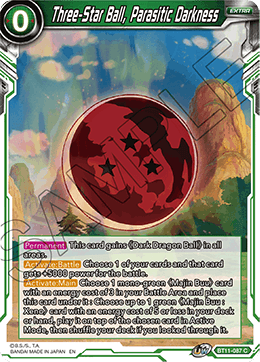 Three-Star Ball, Parasitic Darkness
EXTRA
0
SAMPLE
Permanent This card gains {Dark Dragon Ball} in all
areas.
Activate:Battle Choose 1 of your cards and that card
gets +5000 power for the battle.
Activate:Main Choose 1 mono-green ‹Majin Buu› card
with an energy cost of 3 in your Battle Area and place
this card under it : Choose up to 1 green ‹Majin Buu :
Xeno› card with an energy cost of 5 or less in your deck
or hand, play it on top of the chosen card in Active
Mode, then shuffle your deck if you looked through it.
©B.S./S., T.A.
BANDAI MADE IN JAPAN EN
BT11-087 C